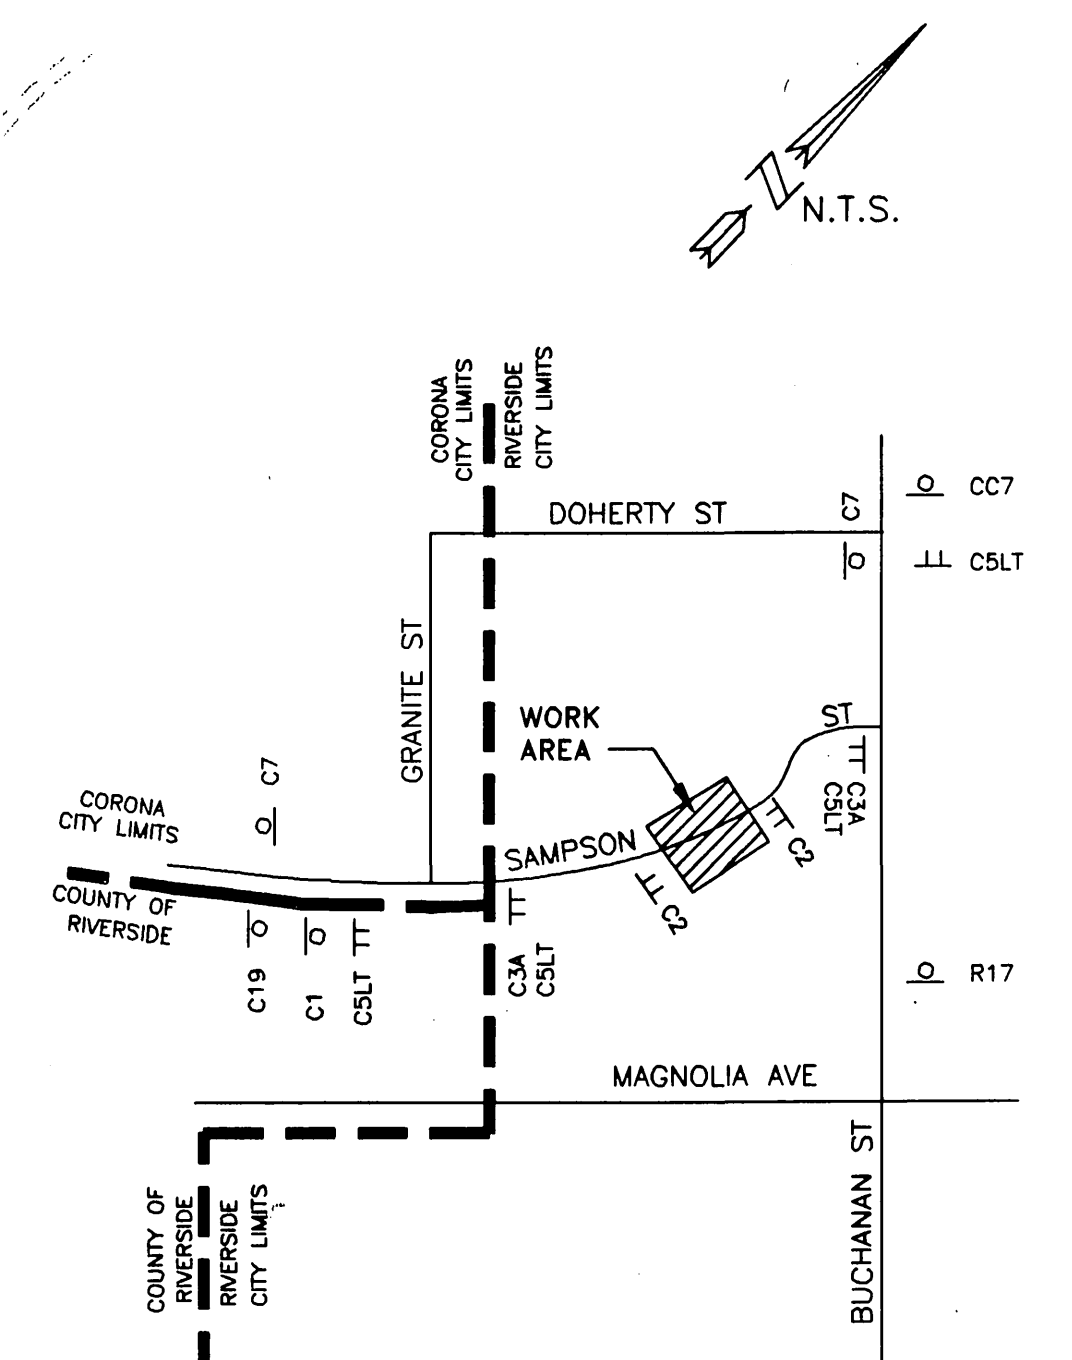 N
N.T.S.
CORONA
CITY LIMITS
RIVERSIDE
CITY LIMITS
CC7
C7
DOHERTY ST
C5LT
GRANITE ST
WORK
AREA
ST
C3A
C5LT
C7
CORONA
CITY LIMITS
SAMPSON
C2
C2
COUNTY OF
RIVERSIDE
C19
C1
C5LT
C3A
C5LT
R17
MAGNOLIA AVE
BUCHANAN ST
COUNTY OF
RIVERSIDE
RIVERSIDE
CITY LIMITS